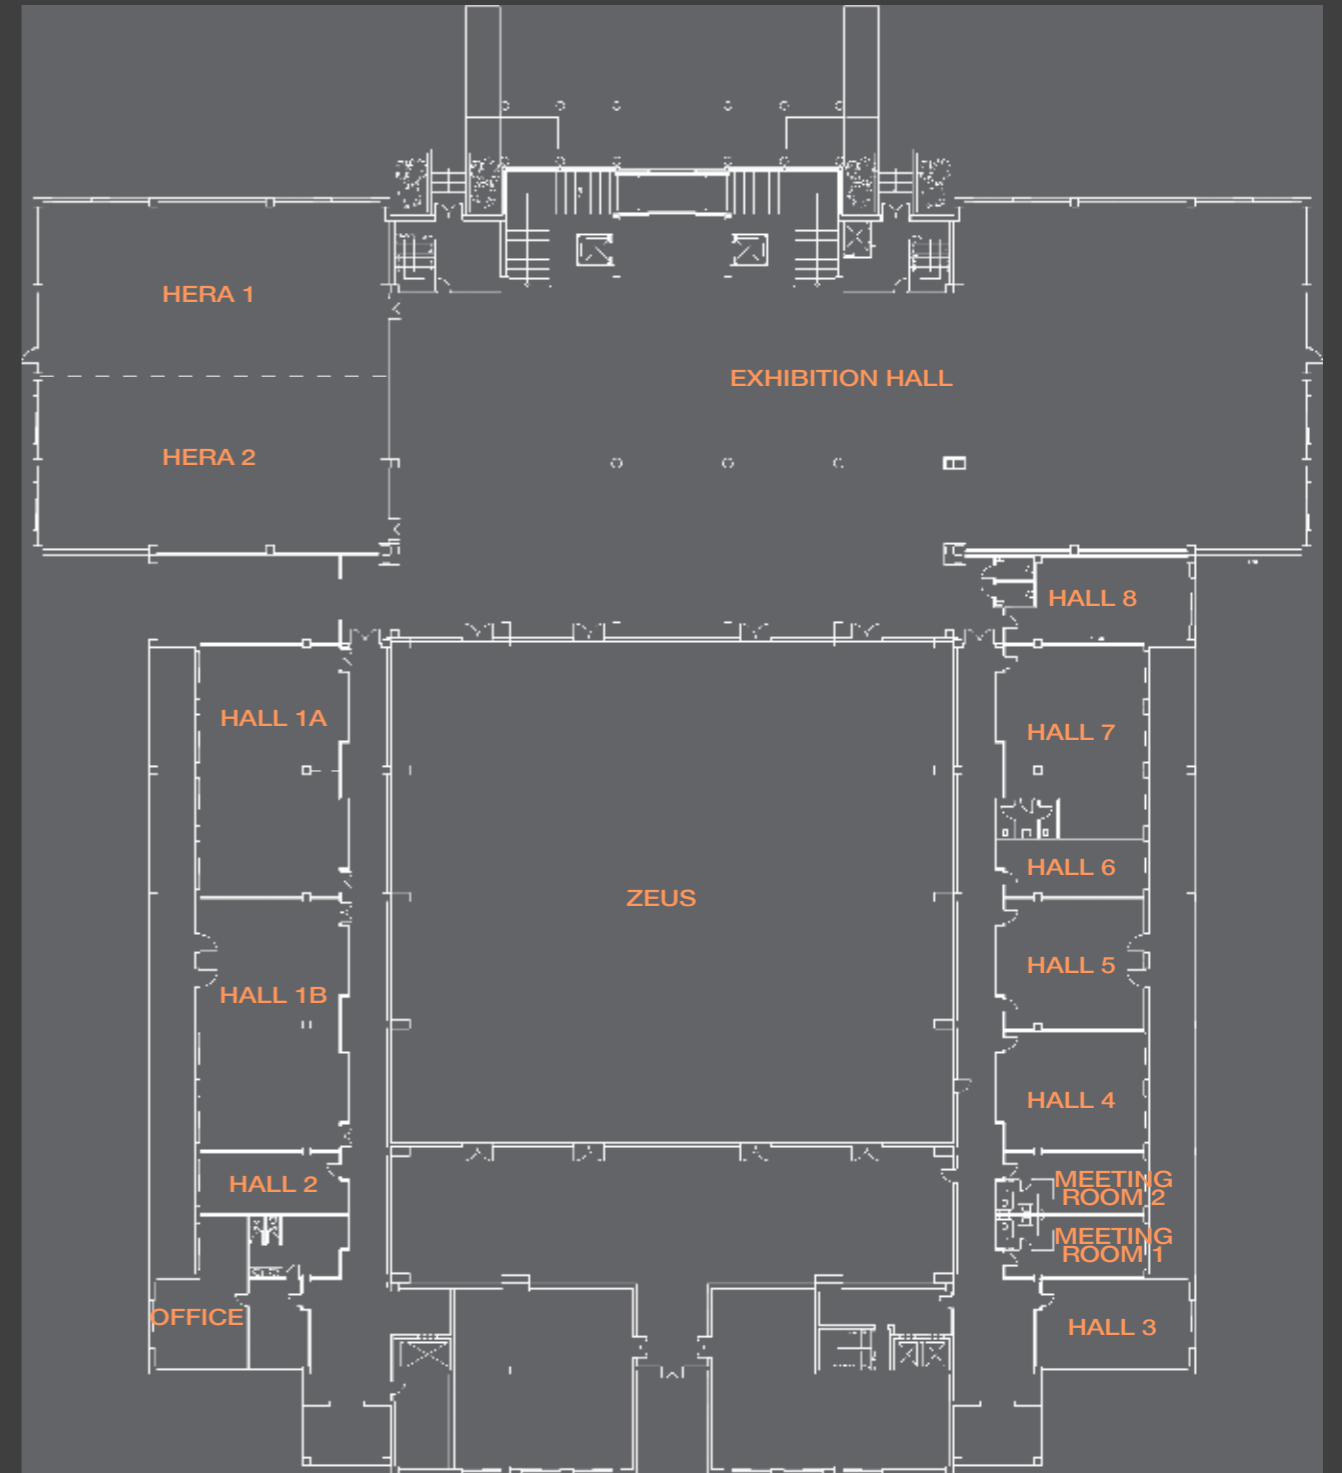 HERA 1
EXHIBITION HALL
HERA 2
HALL 8
HALL 1A
HALL 7
HALL 6
ZEUS
HALL 5
HALL 1B
HALL 4
HALL 2
MEETING
ROOM 2
MEETING
ROOM 1
OFFICE
HALL 3